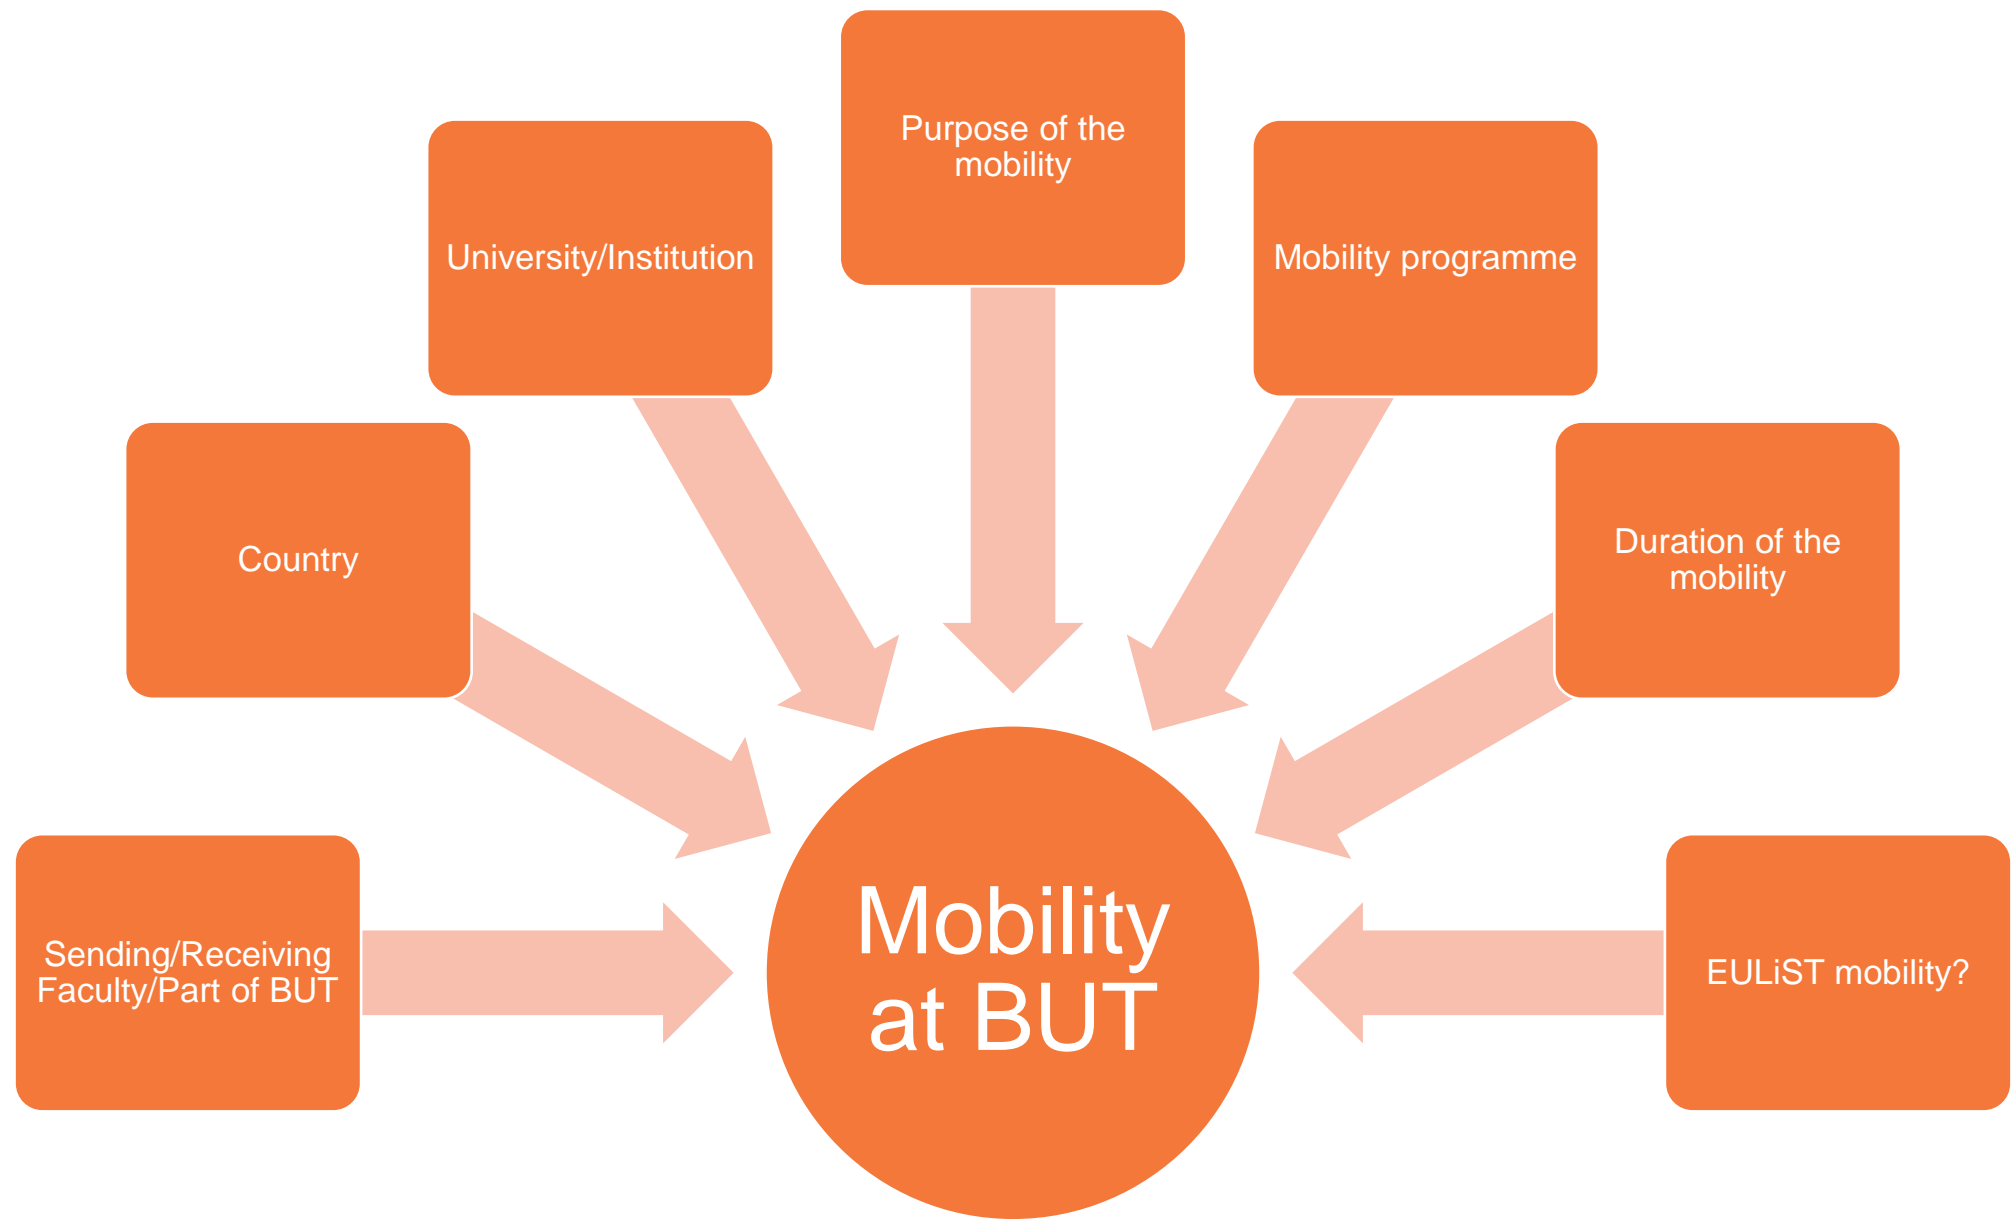 Purpose of the
mobility
University/Institution
Mobility programme
Country
Duration of the
mobility
Sending/Receiving
Faculty/Part of BUT
EULiST mobility?
Mobility
at BUT